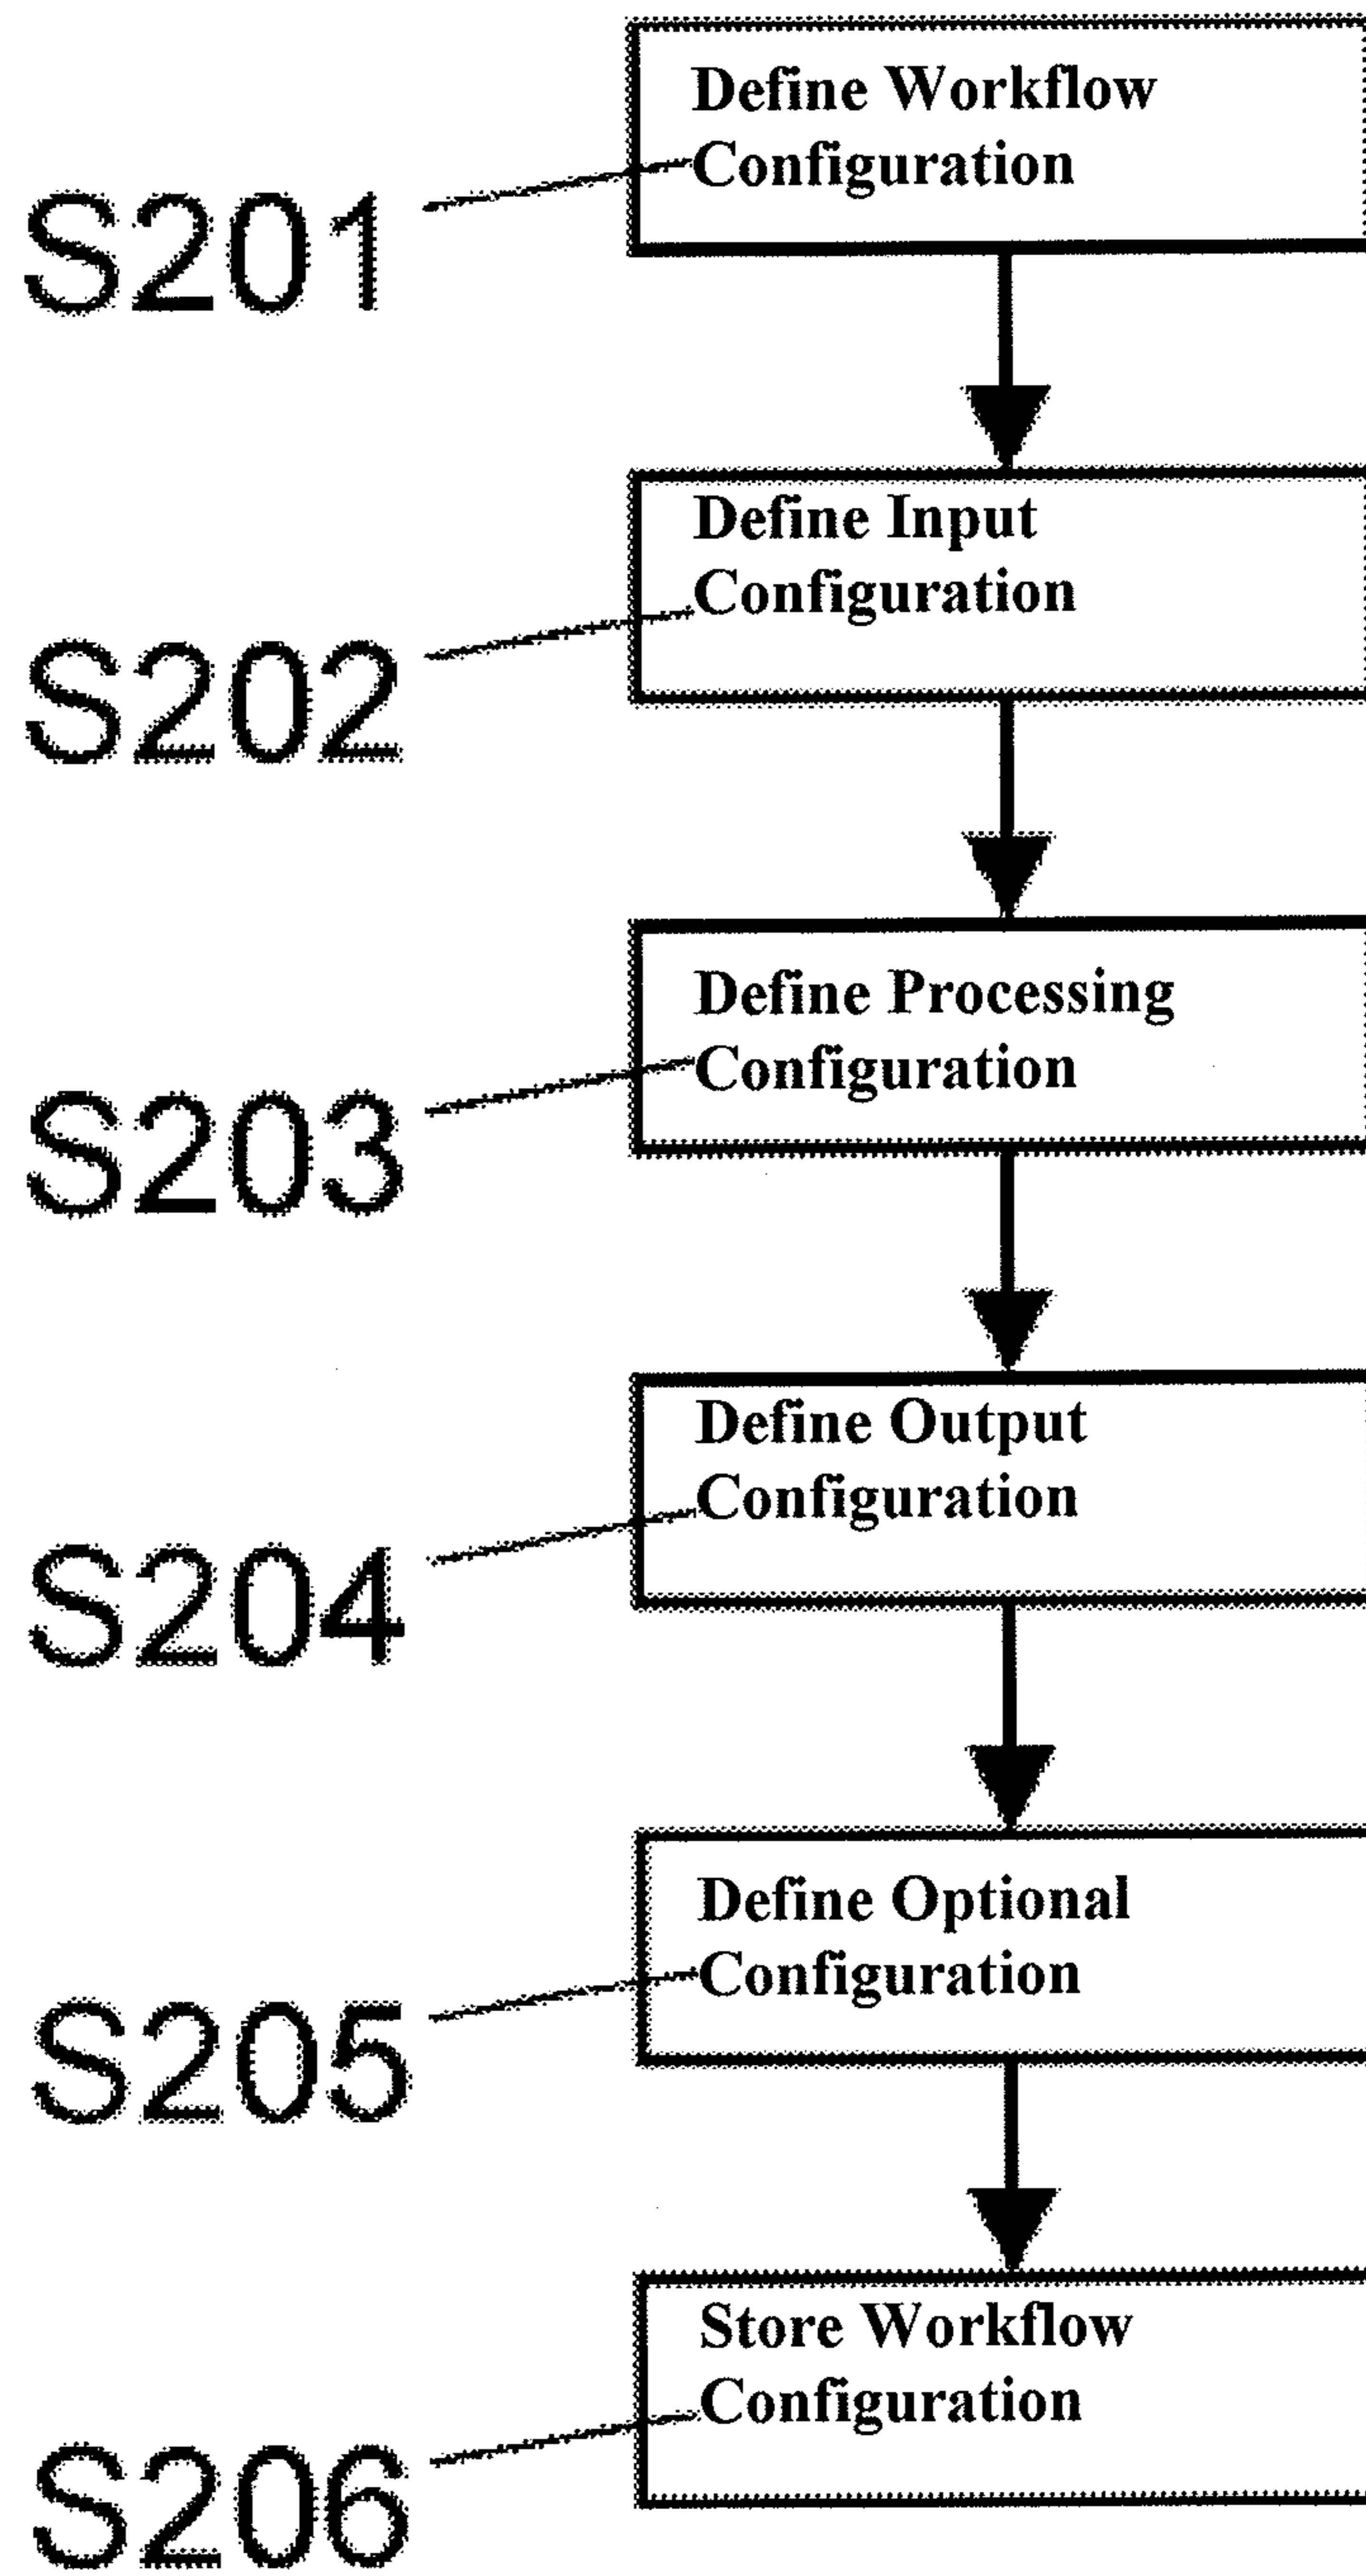 Define Workflow
Configuration
S201
Define Input
Configuration
S202
Define Processing
Configuration
S203
Define Output
Configuration
S204
Define Optional
Configuration
S205
Store Workflow
Configuration
S206